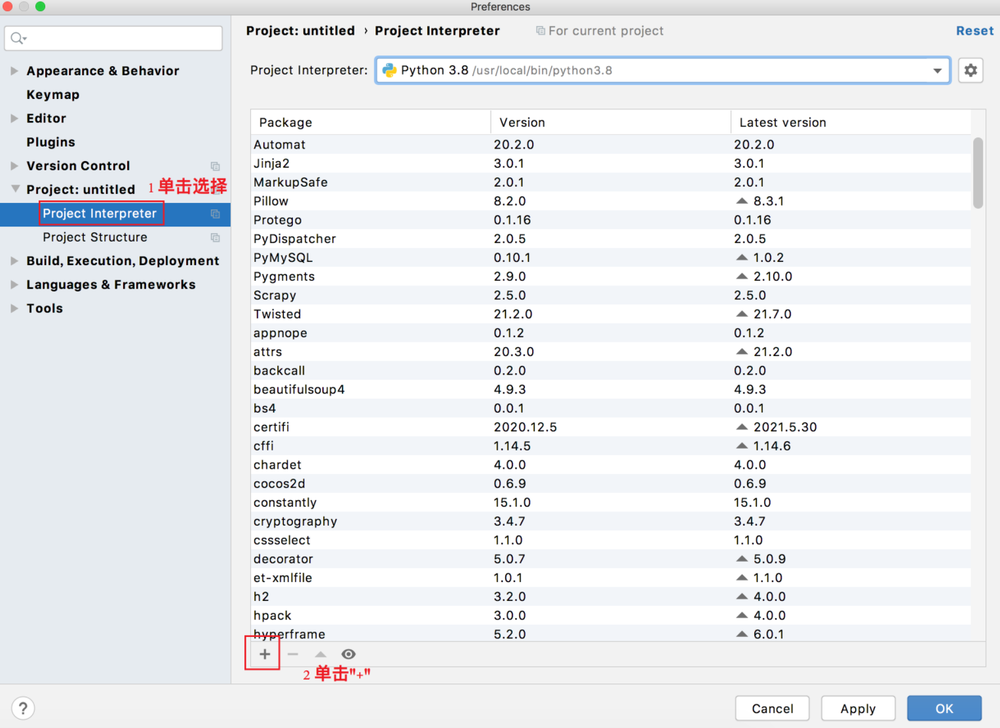 Preferences
Project: untitled › Project Interpreter For current project Reset
Appearance & Behavior
Keymap
Editor
Plugins
Version Control
Project: untitled 1 单击选择
Project Interpreter
Project Structure
Build, Execution, Deployment
Languages & Frameworks
Tools
Project Interpreter: Python 3.8 /usr/local/bin/python3.8
Package Version Latest version
Automat 20.2.0 20.2.0
Jinja2 3.0.1 3.0.1
MarkupSafe 2.0.1 2.0.1
Pillow 8.2.0 8.3.1
Protego 0.1.16 0.1.16
PyDispatcher 2.0.5 2.0.5
PyMySQL 0.10.1 1.0.2
Pygments 2.9.0 2.10.0
Scrapy 2.5.0 2.5.0
Twisted 21.2.0 21.7.0
appnope 0.1.2 0.1.2
attrs 20.3.0 21.2.0
backcall 0.2.0 0.2.0
beautifulsoup4 4.9.3 4.9.3
bs4 0.0.1 0.0.1
certifi 2020.12.5 2021.5.30
cffi 1.14.5 1.14.6
chardet 4.0.0 4.0.0
cocos2d 0.6.9 0.6.9
constantly 15.1.0 15.1.0
cryptography 3.4.7 3.4.7
cssselect 1.1.0 1.1.0
decorator 5.0.7 5.0.9
et-xmlfile 1.0.1 1.1.0
h2 3.2.0 4.0.0
hpack 3.0.0 4.0.0
hyperframe 5.2.0 6.0.1
2 单击"+"
? Cancel Apply OK